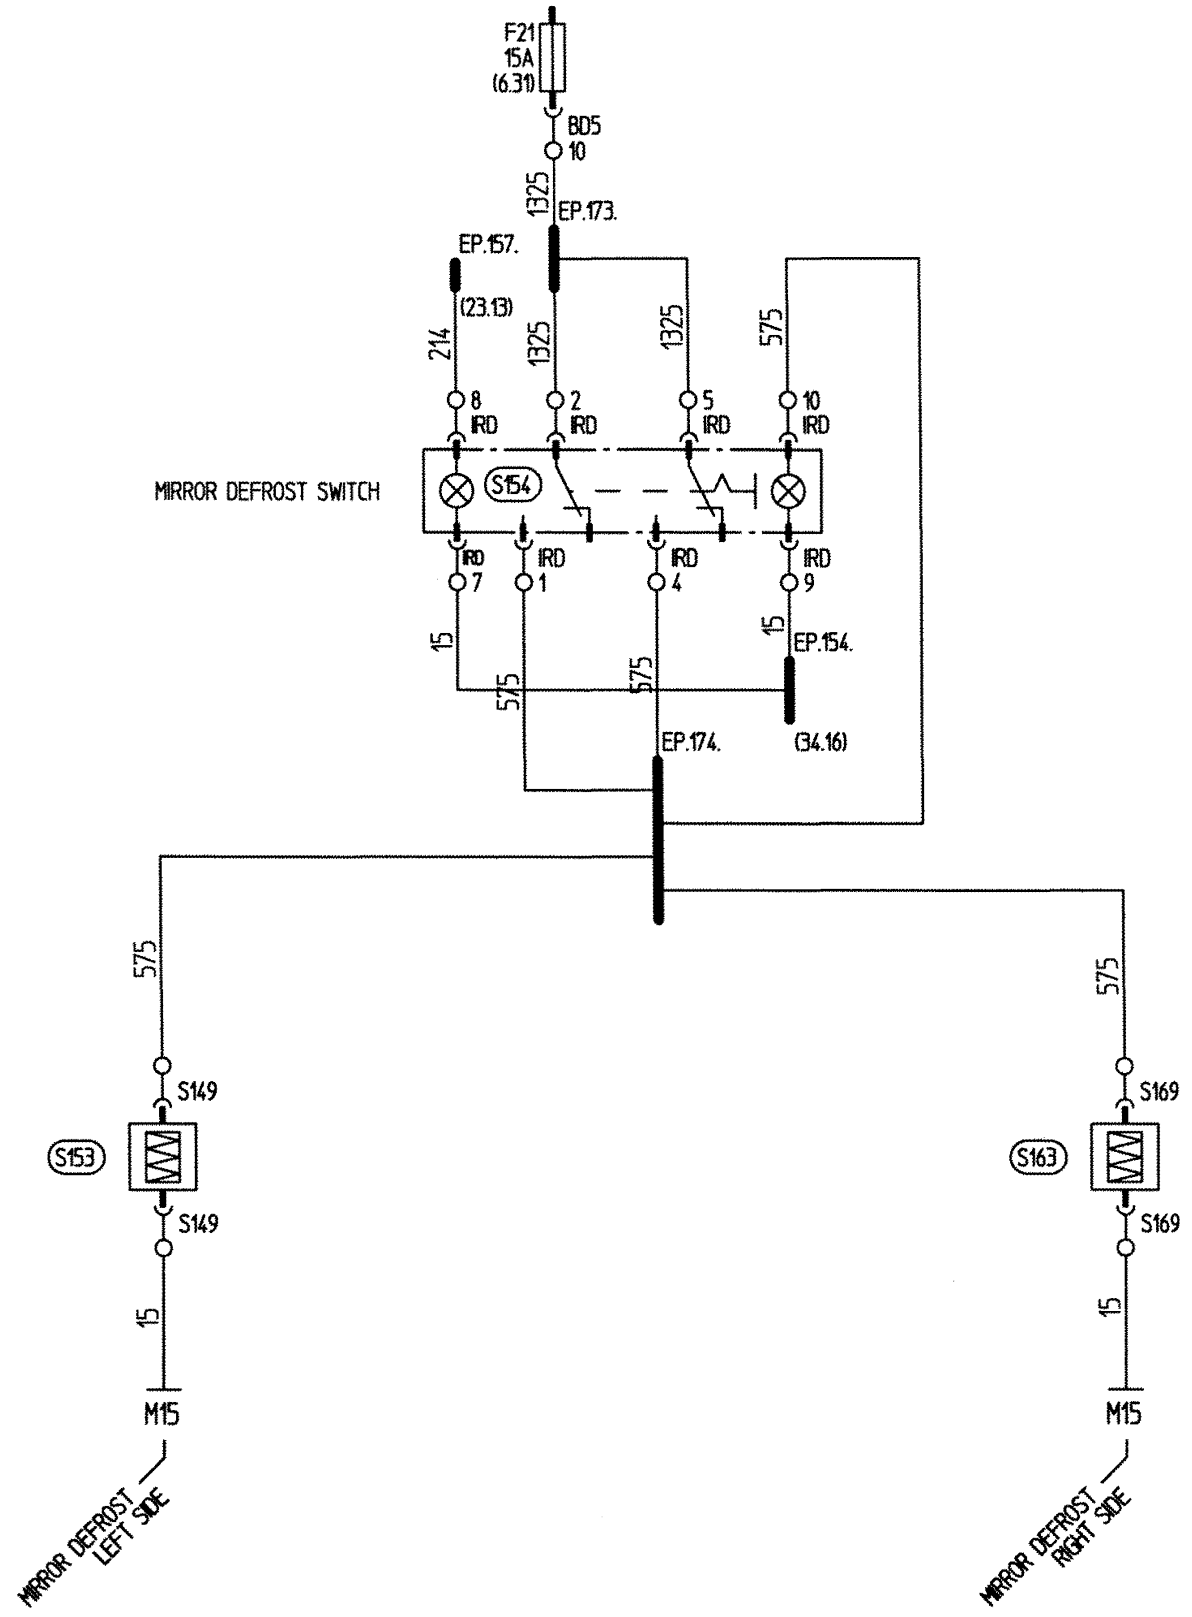 F21
15A
(6.31)
BD5
10
1325
EP.173.
EP.157.
(23.13)
214
1325
1325
575
8
IRD
2
IRD
5
IRD
10
IRD
MIRROR DEFROST SWITCH
S154
IRD
7
IRD
1
IRD
4
IRD
9
15
575
575
15
EP.154.
(34.16)
EP.174.
575
575
S149
S153
S149
15
M15
MIRROR DEFROST
LEFT SIDE
S169
S163
S169
15
M15
MIRROR DEFROST
RIGHT SIDE